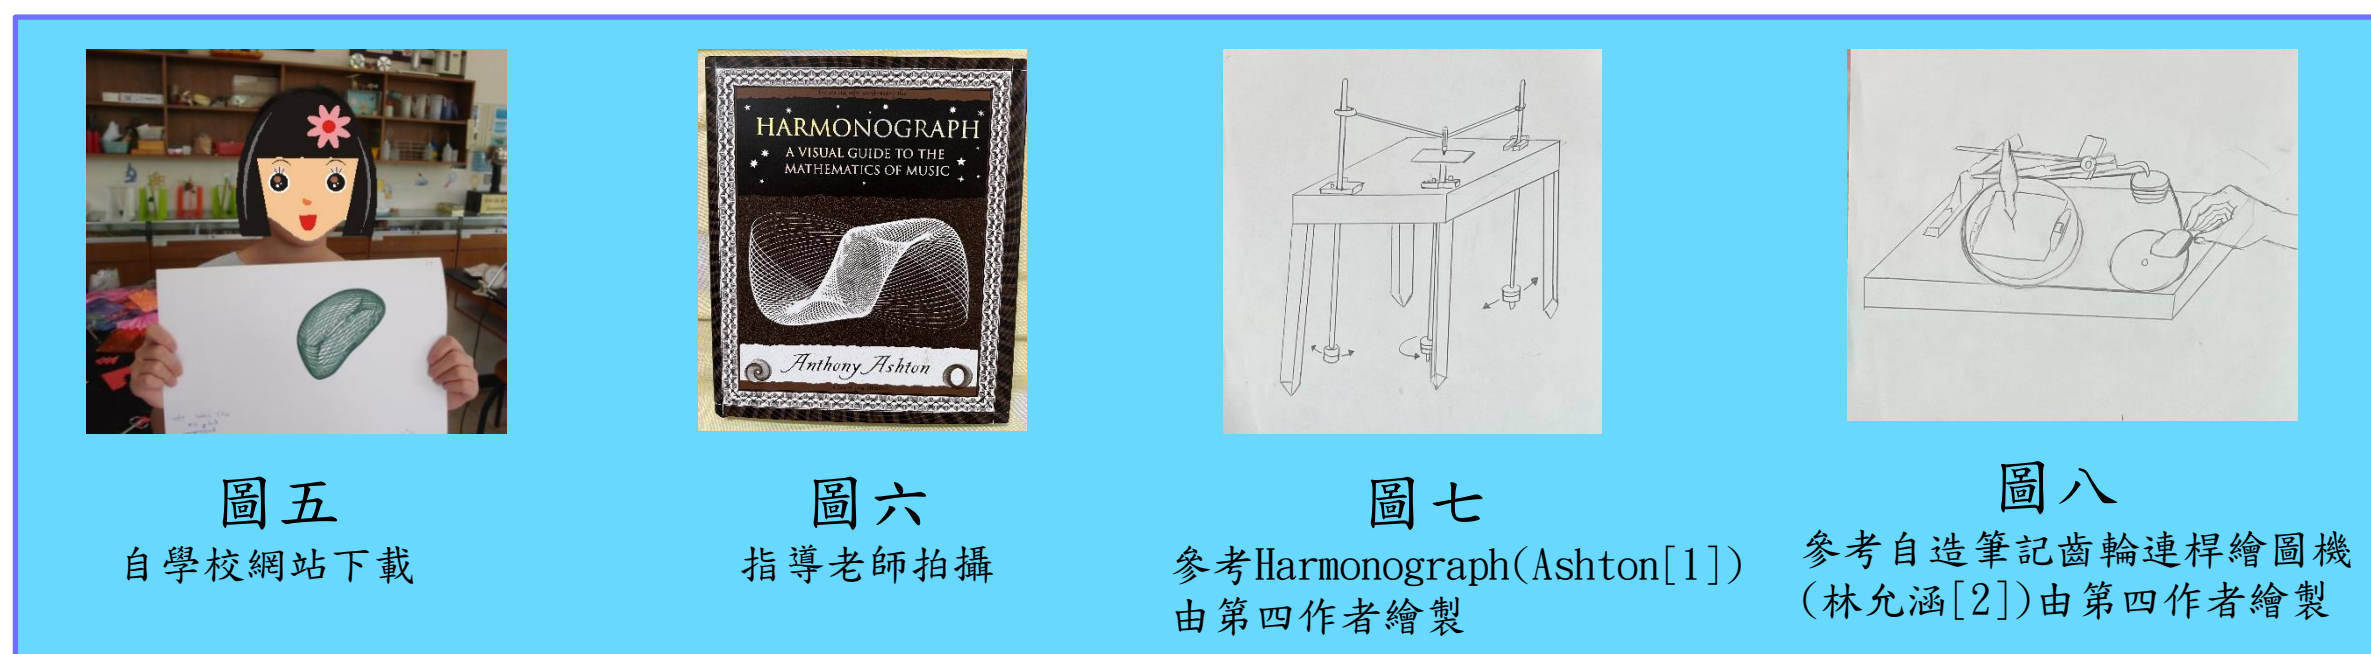 HARMONOGRAPH
A VISUAL GUIDE TO THE
MATHEMATICS OF MUSIC
Anthony Ashton
圖五
自學校網站下載
圖六
指導老師拍攝
圖七
參考Harmonograph(Ashton[1])
由第四作者繪製
圖八
參考自造筆記齒輪連桿繪圖機
(林允涵[2])由第四作者繪製